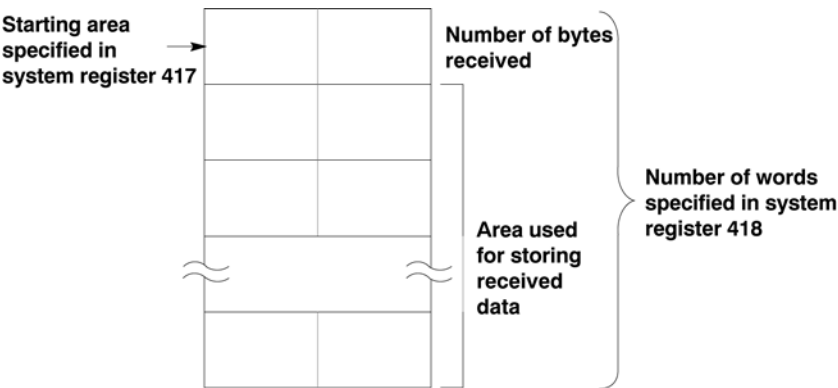 Starting area
specified in
system register 417
Number of bytes
received
Area used
for storing
received
data
Number of words
specified in system
register 418